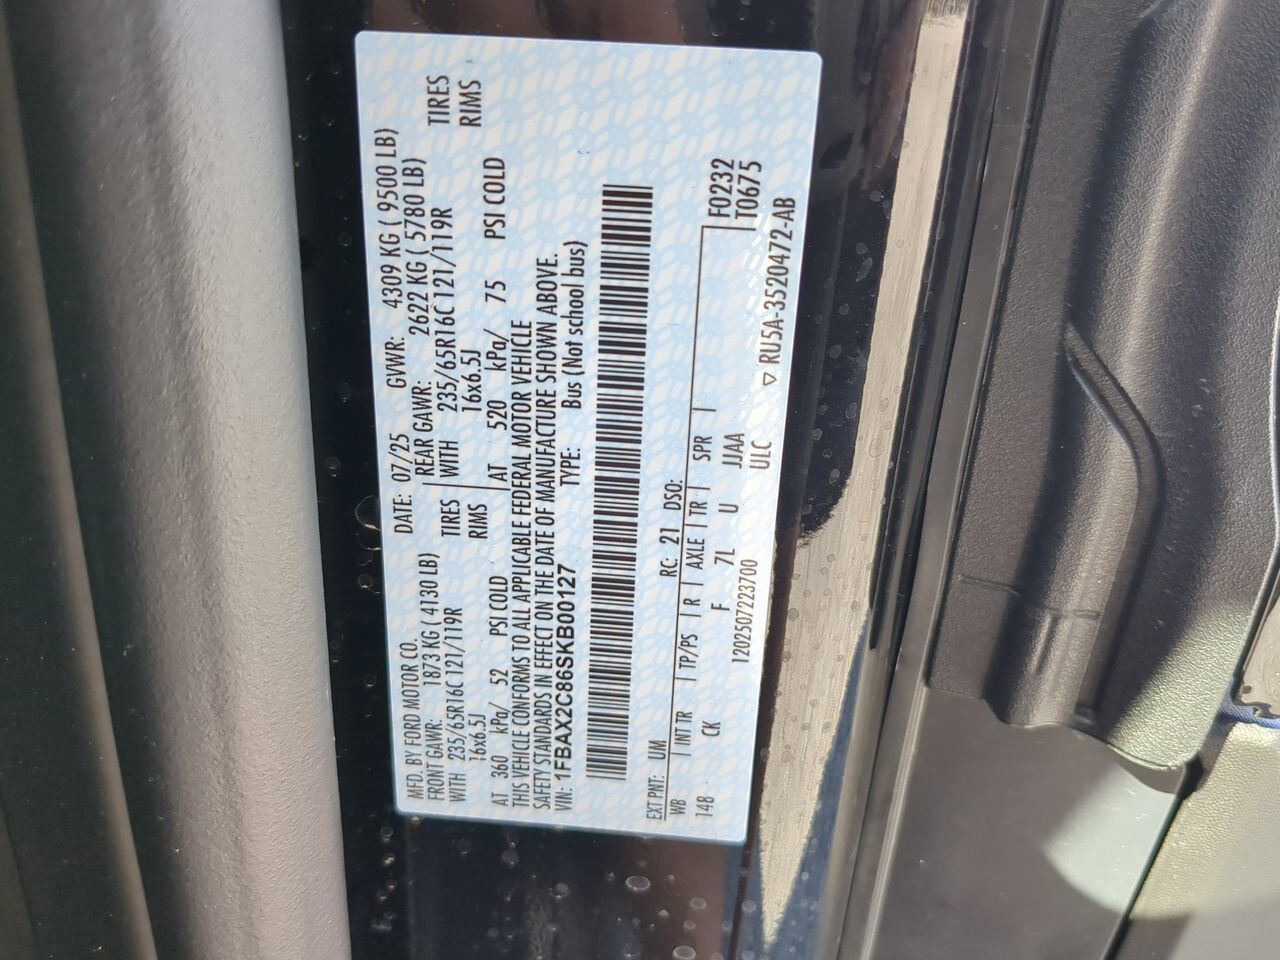 MFD. BY FORD MOTOR CO.
DATE: 07/25 GVWR: 4309 KG ( 9500 LB)
FRONT GAWR: 1873 KG ( 4130 LB) REAR GAWR: 2622 KG ( 5780 LB)
WITH 235/65R16C 121/119R TIRES WITH 235/65R16C 121/119R TIRES
16x6.5J RIMS 16x6.5J RIMS
AT 360 kPa/ 52 PSI COLD AT 520 kPa/ 75 PSI COLD
THIS VEHICLE CONFORMS TO ALL APPLICABLE FEDERAL MOTOR VEHICLE
SAFETY STANDARDS IN EFFECT ON THE DATE OF MANUFACTURE SHOWN ABOVE.
VIN: 1FBAX2C86SKB00127 TYPE: Bus (Not school bus)
EXT PNT: UM RC: 21 DSO:
WB INT TR TP/PS R AXLE TR SPR F0232
148 CK F 7L U JJAA T0675
1202507223700 ULC ▽ RU5A-3520472-AB